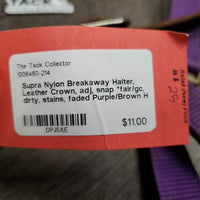 The Tack Collector
1006460-214
Supra Nylon Breakaway Halter,
Leather Crown, adj, snap *fair/gc,
dirty, stains, faded Purple/Brown H
DPJ5XE
$11.00